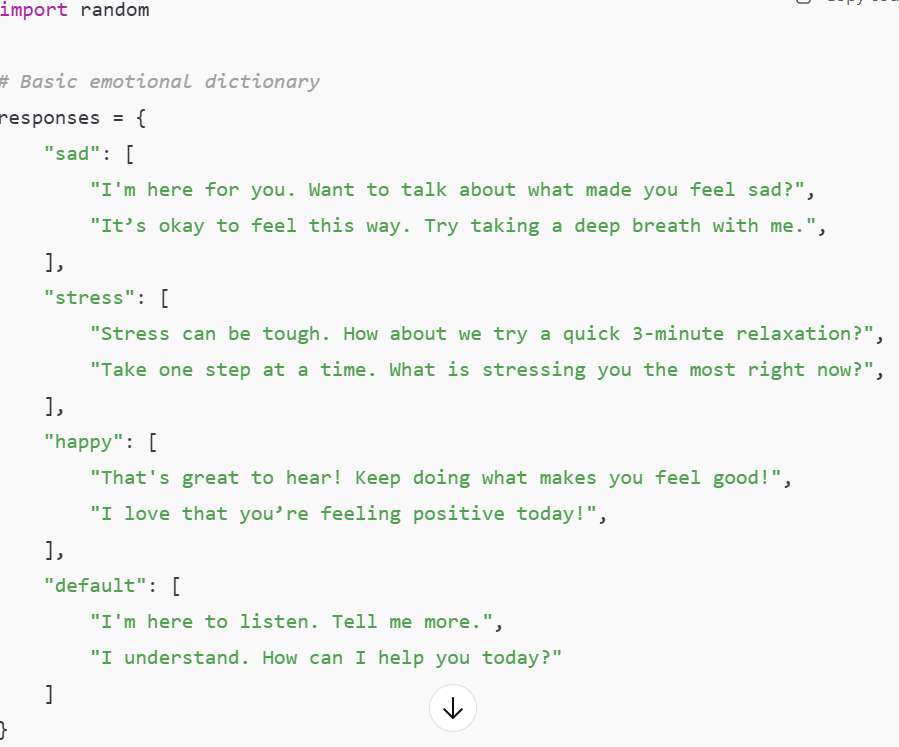 import random
# Basic emotional dictionary
responses = {
    "sad": [
        "I'm here for you. Want to talk about what made you feel sad?",
        "It’s okay to feel this way. Try taking a deep breath with me.",
    ],
    "stress": [
        "Stress can be tough. How about we try a quick 3-minute relaxation?",
        "Take one step at a time. What is stressing you the most right now?",
    ],
    "happy": [
        "That's great to hear! Keep doing what makes you feel good!",
        "I love that you’re feeling positive today!",
    ],
    "default": [
        "I'm here to listen. Tell me more.",
        "I understand. How can I help you today?"
    ]
}